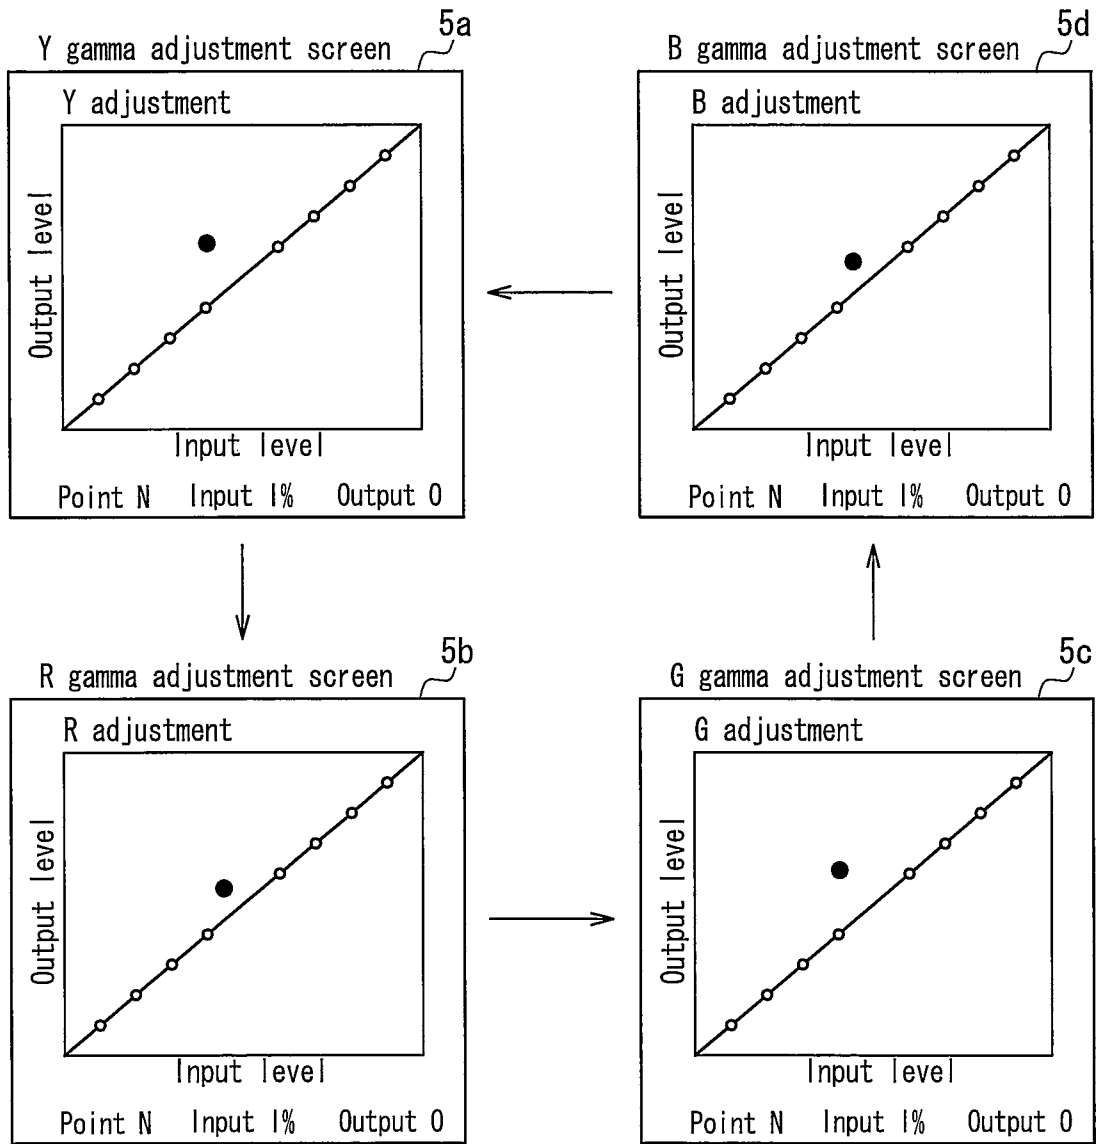 5a
Y gamma adjustment screen
Y adjustment
Output level
Input level
Point N Input I% Output O
5d
B gamma adjustment screen
B adjustment
Output level
Input level
Point N Input I% Output O
5b
R gamma adjustment screen
R adjustment
Output level
Input level
Point N Input I% Output O
5c
G gamma adjustment screen
G adjustment
Output level
Input level
Point N Input I% Output O